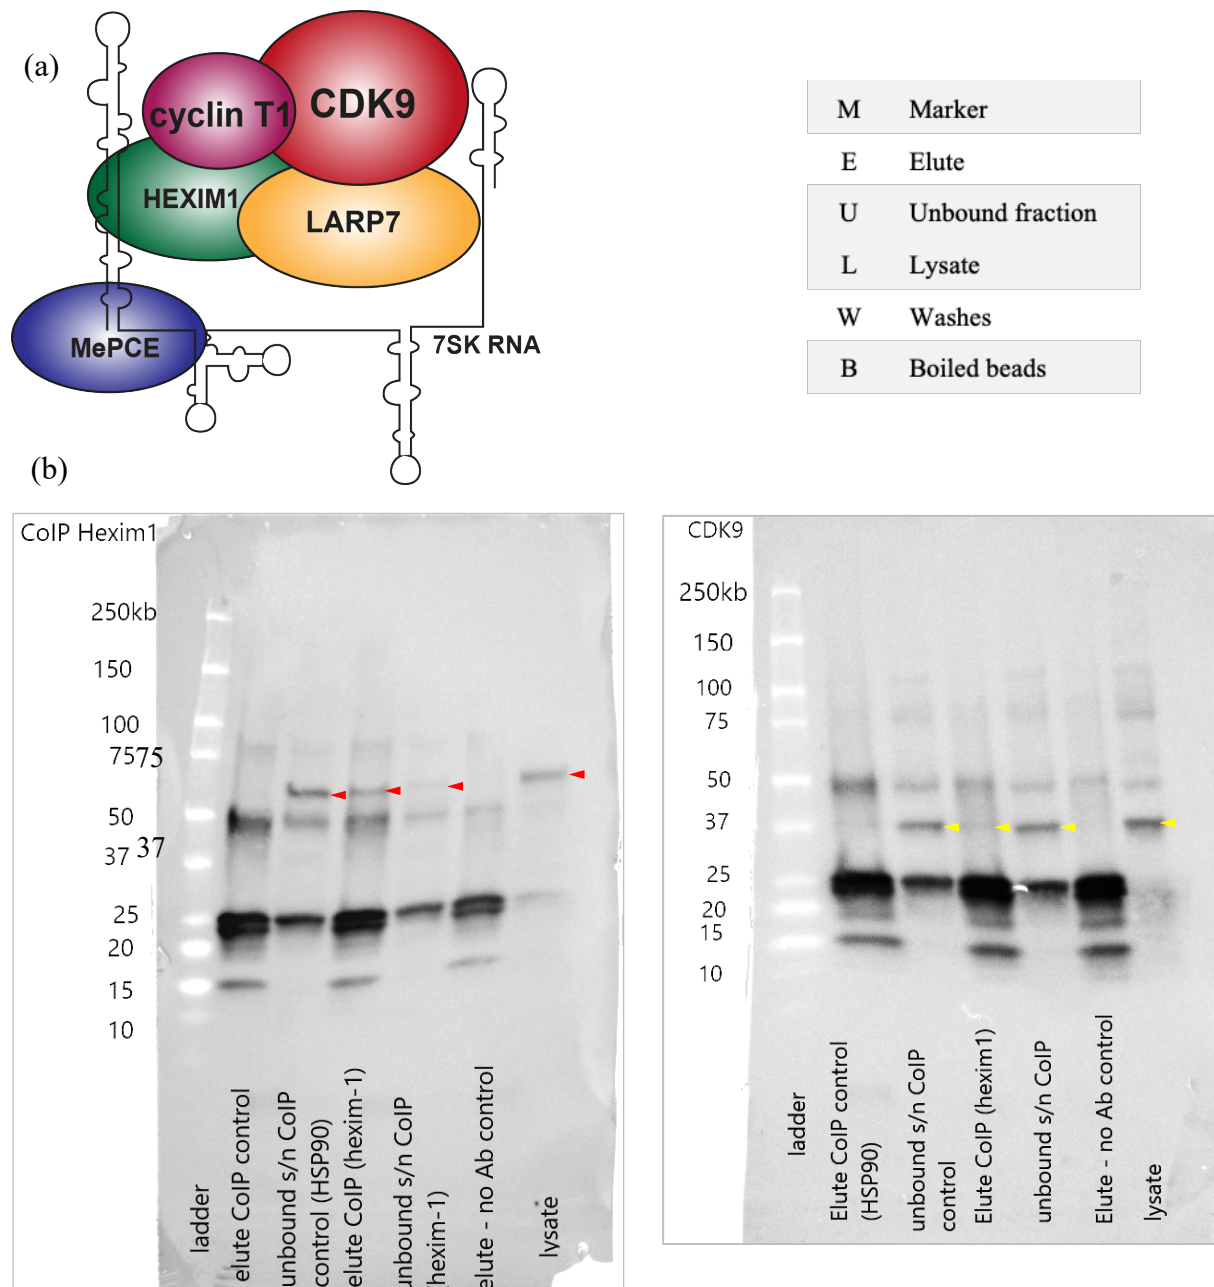 (a)
cyclin T1
CDK9
HEXIM1
LARP7
MePCE
7SK RNA
M Marker
E Elute
U Unbound fraction
L Lysate
W Washes
B Boiled beads
(b)
CoIP Hexim1
250kb
150
100
7575
50
37 37
25
20
15
10
ladder
elute CoIP control
unbound s/n CoIP
control (HSP90)
elute CoIP (hexim-1)
unbound s/n CoIP
(hexim-1)
elute - no Ab control
lysate
CDK9
250kb
150
100
75
50
37
25
20
15
10
ladder
Elute CoIP control
(HSP90)
unbound s/n CoIP
control
Elute CoIP (hexim1)
unbound s/n CoIP
Elute - no Ab control
lysate